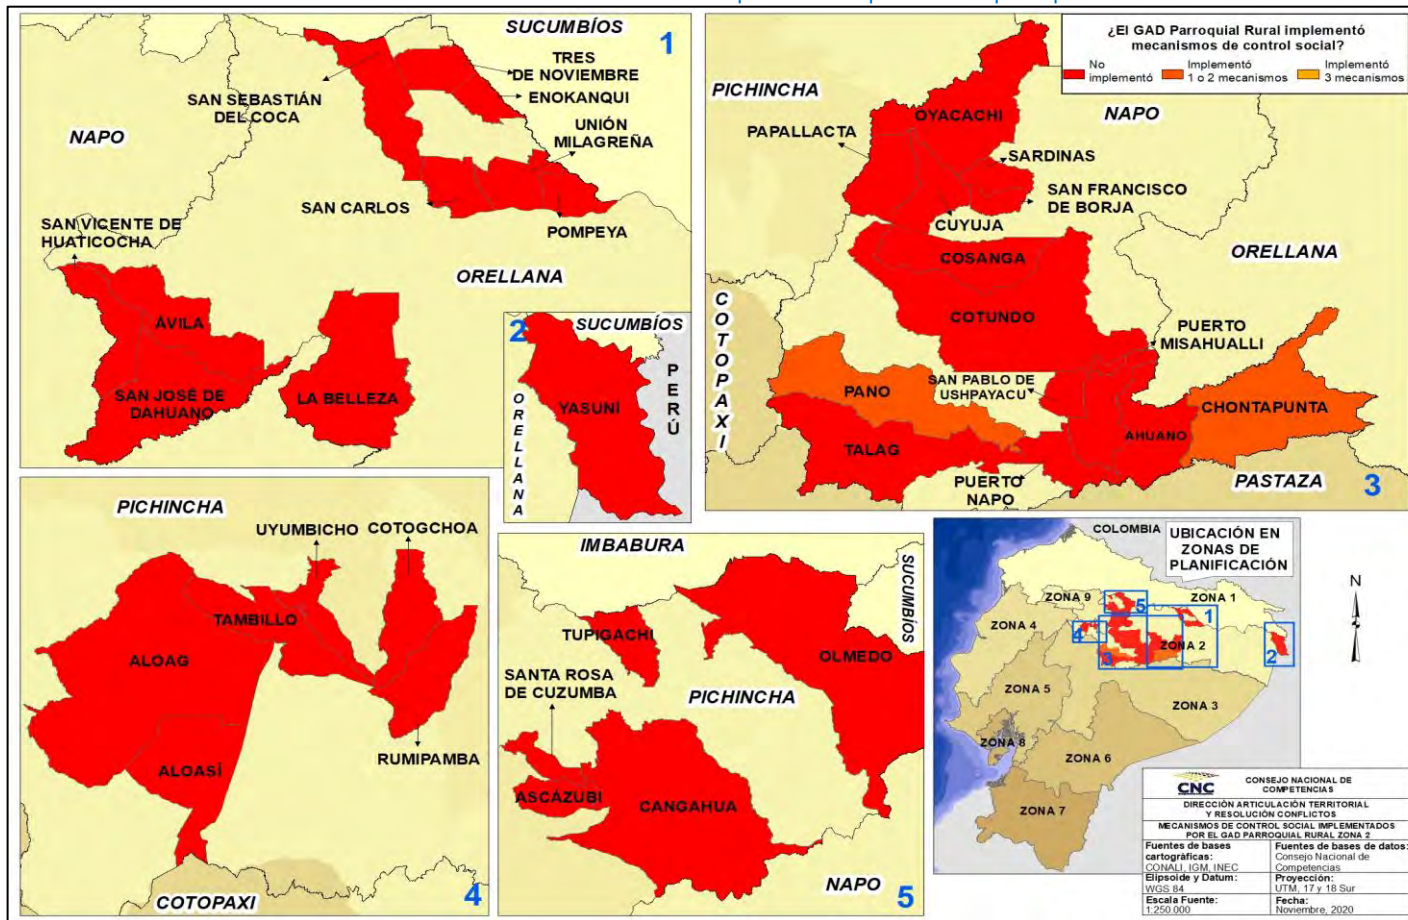 SUCUMBÍOS
1
TRES
DE NOVIEMBRE
SAN SEBASTIÁN
DEL COCA
ENOKANQUI
NAPO
UNIÓN
MILAGREÑA
SAN CARLOS
POMPEYA
SAN VICENTE DE
HUATICOCHA
ORELLANA
ÁVILA
SAN JOSÉ DE
DAHUANO
LA BELLEZA
2
SUCUMBÍOS
PERÚ
YASUNÍ
ORELLANA
¿El GAD Parroquial Rural implementó
mecanismos de control social?
No
implementó
Implementó
1 o 2 mecanismos
Implementó
3 mecanismos
PICHINCHA
OYACACHI
NAPO
PAPALLACTA
SARDINAS
SAN FRANCISCO
DE BORJA
CUYUJA
COSANGA
ORELLANA
COTOPAXI
COTUNDO
PUERTO
MISAHUALLI
SAN PABLO DE
USHPAYACU
PANO
CHONTAPUNTA
AHUANO
TALAG
PUERTO
NAPO
PASTAZA
3
PICHINCHA
UYUMBICHO
COTOGCHOA
TAMBILLO
ALOAG
ALOASÍ
RUMIPAMBA
COTOPAXI
4
IMBABURA
SUCUMBÍOS
TUPIGACHI
OLMEDO
SANTA ROSA
DE CUZUMBA
PICHINCHA
ASCÁZUBI
CANGAHUA
NAPO
5
COLOMBIA
UBICACIÓN EN
ZONAS DE
PLANIFICACIÓN
ZONA 9
5
ZONA 1
1
ZONA 4
4
3
ZONA 2
2
ZONA 5
ZONA 3
ZONA 8
ZONA 6
ZONA 7
N
CNC
CONSEJO NACIONAL DE
COMPETENCIAS
DIRECCIÓN ARTICULACIÓN TERRITORIAL
Y RESOLUCIÓN CONFLICTOS
MECANISMOS DE CONTROL SOCIAL IMPLEMENTADOS
POR EL GAD PARROQUIAL RURAL ZONA 2
Fuentes de bases
cartográficas:
CONALI, IGM, INEC
Fuentes de bases de datos:
Consejo Nacional de
Competencias
Elipsoide y Datum:
WGS 84
Proyección:
UTM, 17 y 18 Sur
Escala Fuente:
1:250.000
Fecha:
Noviembre, 2020